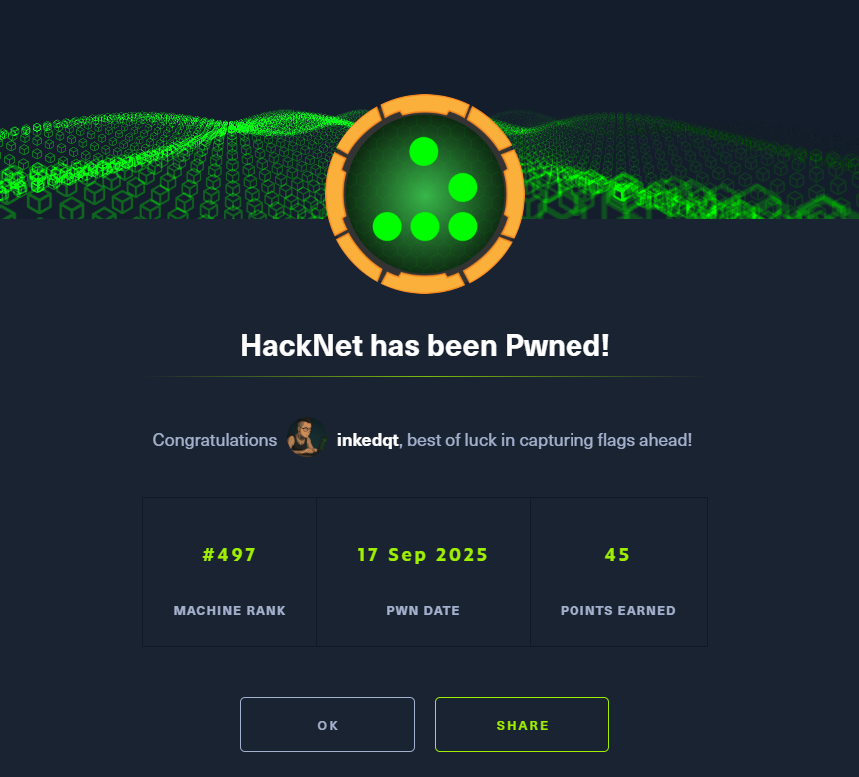 HackNet has been Pwned!
Congratulations inkedqt, best of luck in capturing flags ahead!
#497 17 Sep 2025 45
MACHINE RANK PWN DATE POINTS EARNED
OK SHARE